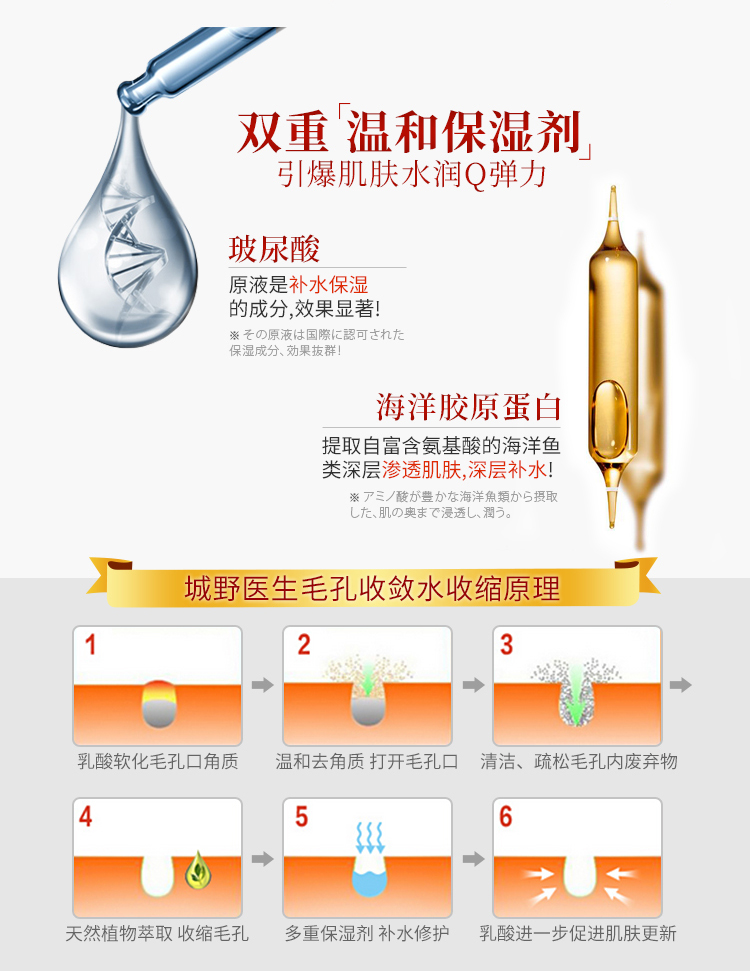 双重「温和保湿剂」
引爆肌肤水润Q弹力
玻尿酸
原液是补水保湿
的成分,效果显著!
※ その原液は国際に認可された
保湿成分、効果抜群!
海洋胶原蛋白
提取自富含氨基酸的海洋鱼
类深层渗透肌肤,深层补水!
※ アミノ酸が豊かな海洋魚類から摂取
した、肌の奥まで浸透し、潤う。
城野医生毛孔收敛水收缩原理
1
2
3
乳酸软化毛孔口角质
温和去角质 打开毛孔口
清洁、疏松毛孔内废弃物
4
5
6
天然植物萃取 收缩毛孔
多重保湿剂 补水修护
乳酸进一步促进肌肤更新